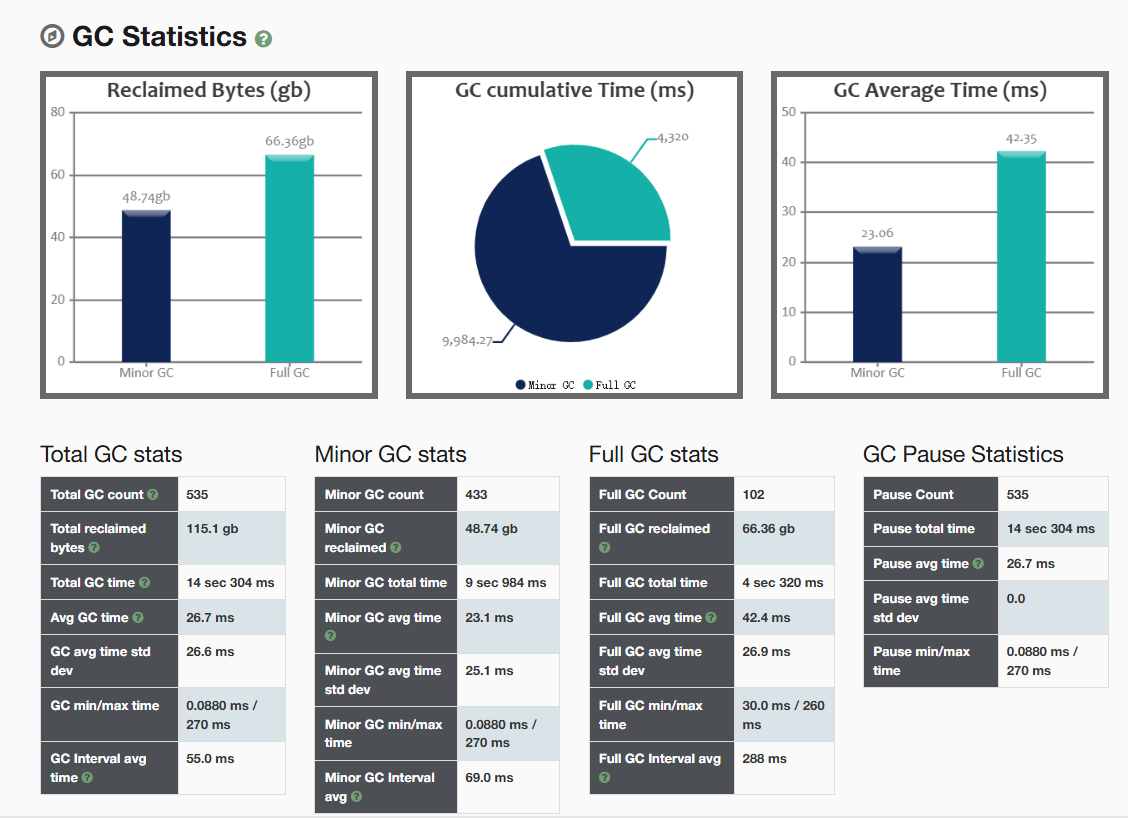 GC Statistics ?
Reclaimed Bytes (gb)
80
60
40
20
0
48.74gb
66.36gb
Minor GC
Full GC
GC cumulative Time (ms)
4,320
9,984.27
Minor GC Full GC
GC Average Time (ms)
50
40
30
20
10
0
23.06
42.35
Minor GC
Full GC
Total GC stats
Total GC count ? 535
Total reclaimed 115.1 gb
bytes ?
Total GC time ? 14 sec 304 ms
Avg GC time ? 26.7 ms
GC avg time std 26.6 ms
dev
GC min/max time 0.0880 ms /
270 ms
GC Interval avg 55.0 ms
time ?
Minor GC stats
Minor GC count 433
Minor GC 48.74 gb
reclaimed ?
Minor GC total time 9 sec 984 ms
Minor GC avg time 23.1 ms
?
Minor GC avg time 25.1 ms
std dev
Minor GC min/max 0.0880 ms /
time 270 ms
Minor GC Interval 69.0 ms
avg ?
Full GC stats
Full GC Count 102
Full GC reclaimed 66.36 gb
?
Full GC total time 4 sec 320 ms
Full GC avg time ? 42.4 ms
Full GC avg time 26.9 ms
std dev
Full GC min/max 30.0 ms / 260
time ms
Full GC Interval avg 288 ms
?
GC Pause Statistics
Pause Count 535
Pause total time 14 sec 304 ms
Pause avg time ? 26.7 ms
Pause avg time 0.0
std dev
Pause min/max 0.0880 ms /
time 270 ms